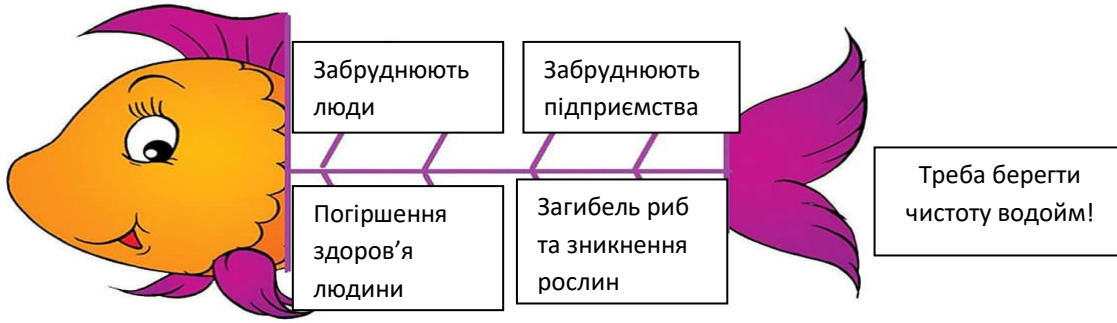 Забруднюють
люди
Забруднюють
підприємства
Погіршення
здоров’я
людини
Загибель риб
та зникнення
рослин
Треба берегти
чистоту водойм!